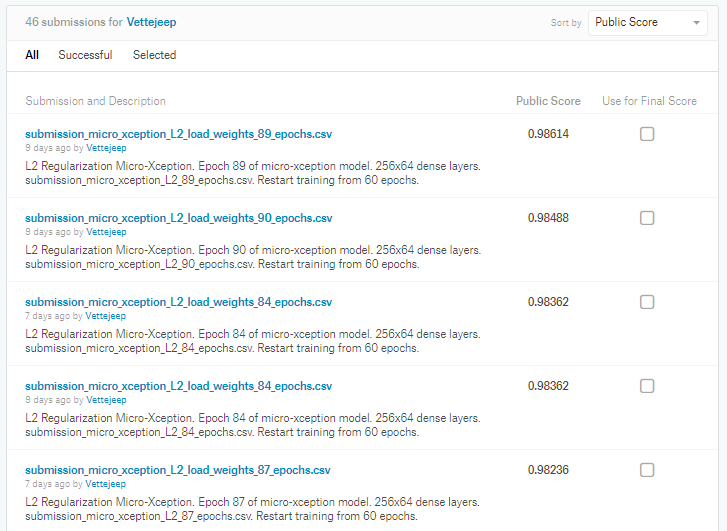 46 submissions for Vettejeep
Sort by Public Score
All Successful Selected
Submission and Description Public Score Use for Final Score
submission_micro_xception_L2_load_weights_89_epochs.csv 0.98614
9 days ago by Vettejeep
L2 Regularization Micro-Xception. Epoch 89 of micro-xception model. 256x64 dense layers.
submission_micro_xception_L2_89_epochs.csv. Restart training from 60 epochs.
submission_micro_xception_L2_load_weights_90_epochs.csv 0.98488
9 days ago by Vettejeep
L2 Regularization Micro-Xception. Epoch 90 of micro-xception model. 256x64 dense layers.
submission_micro_xception_L2_90_epochs.csv. Restart training from 60 epochs.
submission_micro_xception_L2_load_weights_84_epochs.csv 0.98362
7 days ago by Vettejeep
L2 Regularization Micro-Xception. Epoch 84 of micro-xception model. 256x64 dense layers.
submission_micro_xception_L2_84_epochs.csv. Restart training from 60 epochs.
submission_micro_xception_L2_load_weights_84_epochs.csv 0.98362
9 days ago by Vettejeep
L2 Regularization Micro-Xception. Epoch 84 of micro-xception model. 256x64 dense layers.
submission_micro_xception_L2_84_epochs.csv. Restart training from 60 epochs.
submission_micro_xception_L2_load_weights_87_epochs.csv 0.98236
7 days ago by Vettejeep
L2 Regularization Micro-Xception. Epoch 87 of micro-xception model. 256x64 dense layers.
submission_micro_xception_L2_87_epochs.csv. Restart training from 60 epochs.